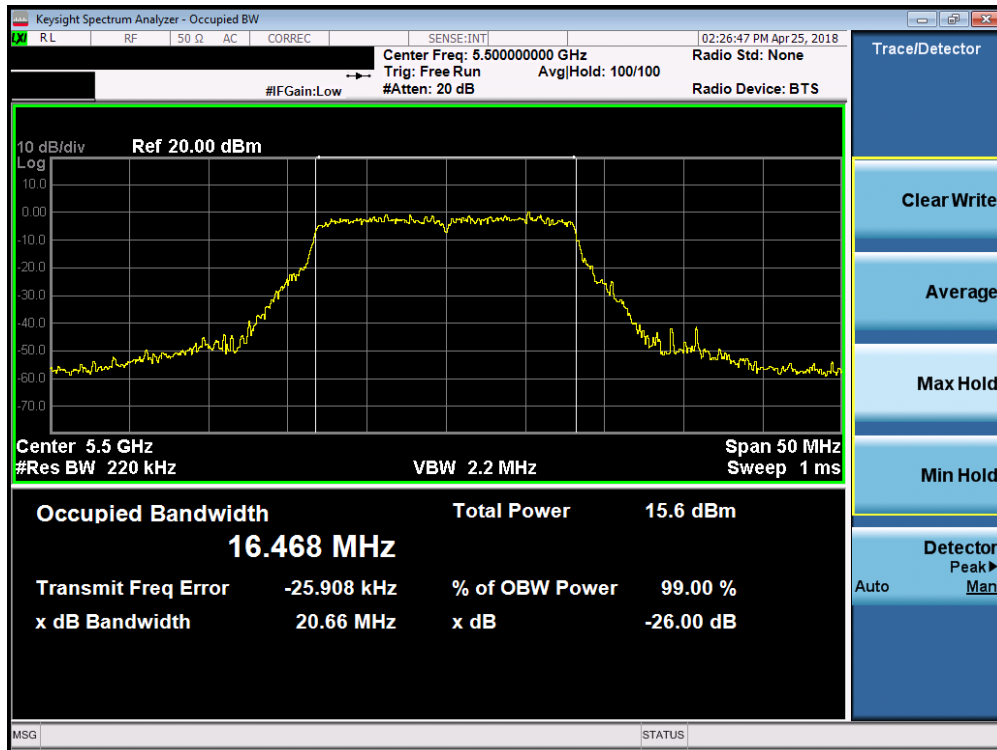 Keysight Spectrum Analyzer - Occupied BW
LXI RL RF 50 Ω AC CORREC SENSE:INT 02:26:47 PM Apr 25, 2018
Center Freq: 5.500000000 GHz Radio Std: None
Trig: Free Run Avg|Hold: 100/100
#IFGain:Low #Atten: 20 dB Radio Device: BTS
Trace/Detector
10 dB/div Ref 20.00 dBm
Log
10.0
0.00
-10.0
-20.0
-30.0
-40.0
-50.0
-60.0
-70.0
Center 5.5 GHz Span 50 MHz
#Res BW 220 kHz VBW 2.2 MHz Sweep 1 ms
Occupied Bandwidth Total Power 15.6 dBm
16.468 MHz
Transmit Freq Error -25.908 kHz % of OBW Power 99.00 %
x dB Bandwidth 20.66 MHz x dB -26.00 dB
Clear Write
Average
Max Hold
Min Hold
Detector
Peak▶
Auto Man
MSG STATUS